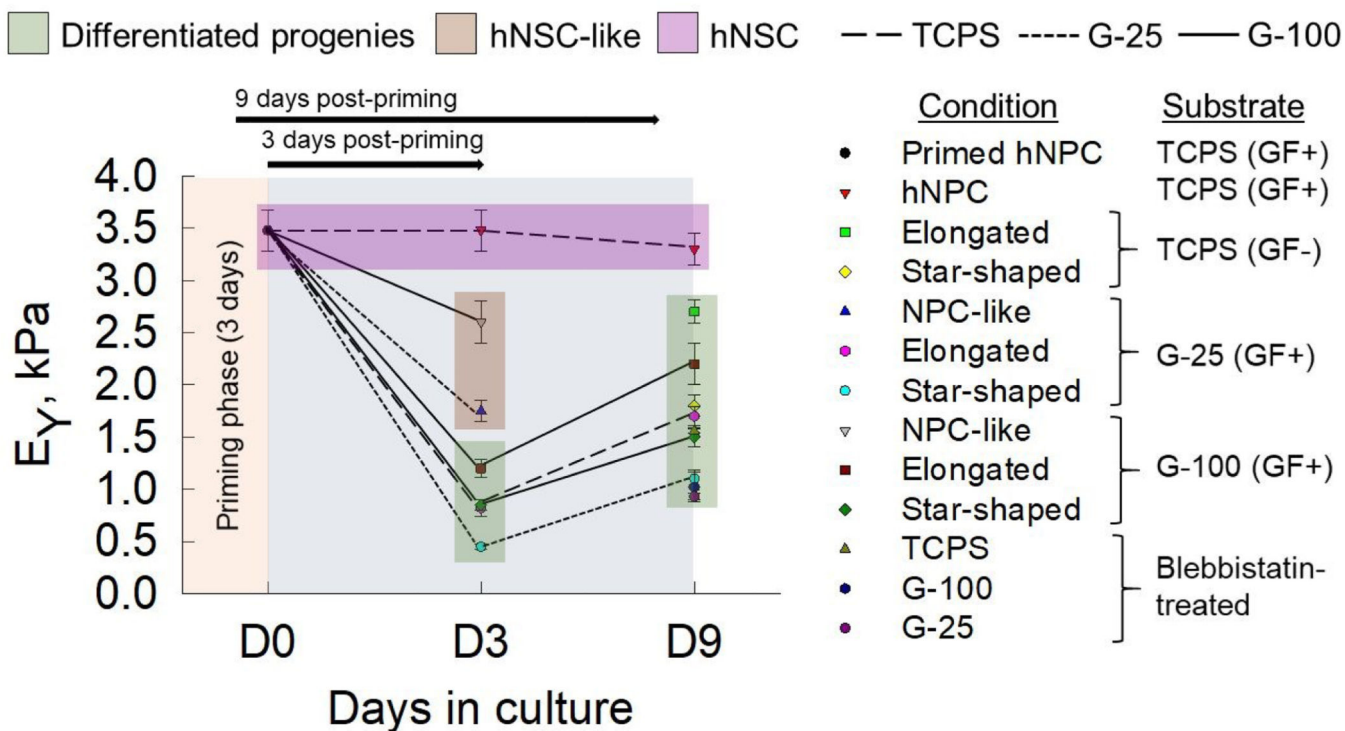 Differentiated progenies hNSC-like hNSC TCPS G-25 G-100
9 days post-priming
3 days post-priming
4.0
3.5
3.0
2.5
2.0
1.5
1.0
0.5
0.0
EY, kPa
Priming phase (3 days)
D0 D3 D9
Days in culture
Condition Substrate
Primed hNPC TCPS (GF+)
hNPC TCPS (GF+)
Elongated
Star-shaped
TCPS (GF-)
NPC-like
Elongated
Star-shaped
G-25 (GF+)
NPC-like
Elongated
Star-shaped
G-100 (GF+)
TCPS
G-100
G-25
Blebbistatin-
treated